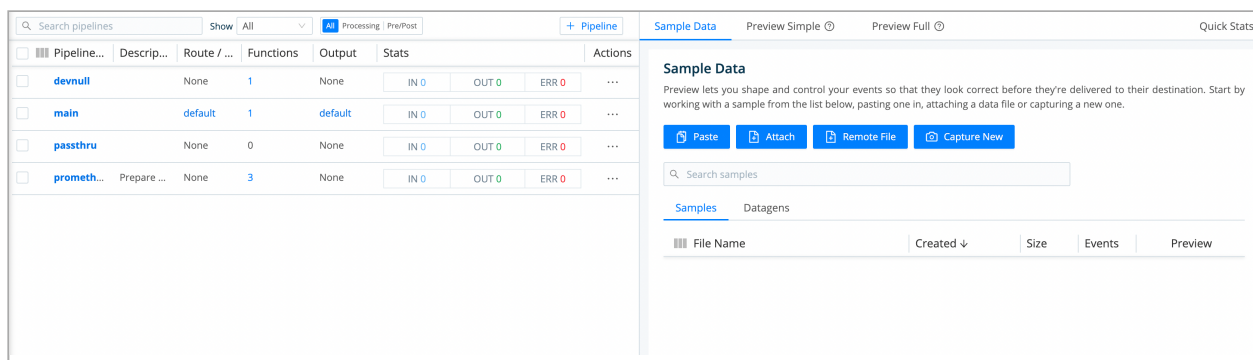 Search pipelines Show All All Processing Pre/Post + Pipeline
Pipeline... Descrip... Route / ... Functions Output Stats Actions
devnull None 1 None IN 0 OUT 0 ERR 0 ...
main default 1 default IN 0 OUT 0 ERR 0 ...
passthru None 0 None IN 0 OUT 0 ERR 0 ...
prometh... Prepare ... None 3 None IN 0 OUT 0 ERR 0 ...
Sample Data Preview Simple Preview Full Quick Stats
Sample Data
Preview lets you shape and control your events so that they look correct before they're delivered to their destination. Start by
working with a sample from the list below, pasting one in, attaching a data file or capturing a new one.
Paste Attach Remote File Capture New
Search samples
Samples Datagens
File Name Created ↓ Size Events Preview